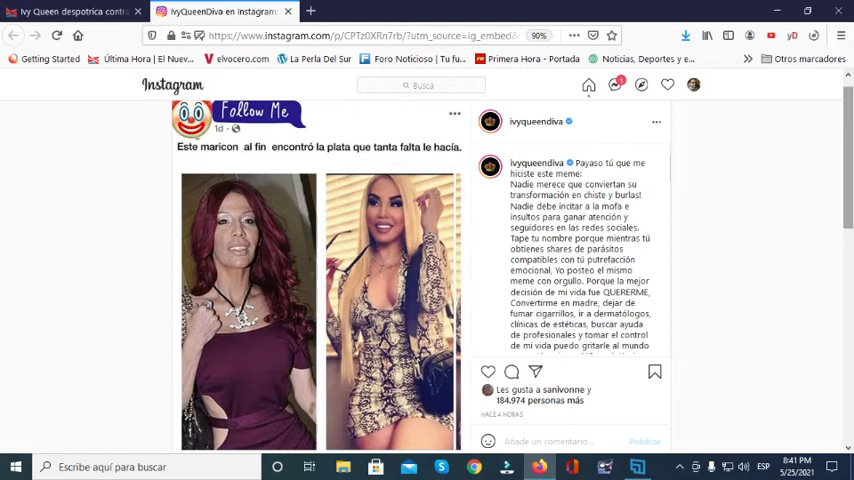 Ivy Queen despotrica contra
IvyQueenDiva en Instagram:
https://www.instagram.com/p/CPTz0XRn7rb/?utm_source=ig_embed&
90%
Getting Started
Última Hora | El Nuev...
elvocero.com
La Perla Del Sur
Foro Noticioso | Tu fu...
Primera Hora - Portada
Noticias, Deportes y e...
Otros marcadores
Instagram
Busca
1
Follow Me
1d
Este maricon al fin encontró la plata que tanta falta le hacía.
ivyqueendiva
ivyqueendiva Payaso tú que me
hiciste este meme:
Nadie merece que conviertan su
transformación en chiste y burlas!
Nadie debe incitar a la mofa e
insultos para ganar atención y
seguidores en las redes sociales.
Tape tu nombre porque mientras tú
obtienes shares de parásitos
compatibles con tú putrefacción
emocional, Yo posteo el mismo
meme con orgullo. Porque la mejor
decisión de mi vida fue QUERERME,
Convertirme en madre, dejar de
fumar cigarrillos, ir a dermatólogos,
clínicas de estéticas, buscar ayuda
de profesionales y tomar el control
de mi vida puedo gritarle al mundo
Les gusta a sanivonne y
184,974 personas más
HACE 4 HORAS
Añade un comentario...
Publicar
Escribe aquí para buscar
ESP
8:41 PM
5/25/2021